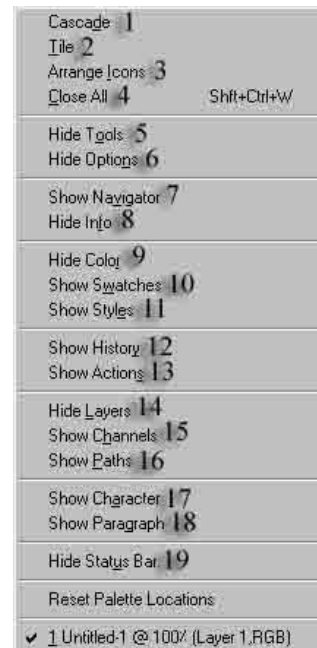 Cascade 1
Tile 2
Arrange Icons 3
Close All 4 Shft+Ctrl+W
Hide Tools 5
Hide Options 6
Show Navigator 7
Hide Info 8
Hide Color 9
Show Swatches 10
Show Styles 11
Show History 12
Show Actions 13
Hide Layers 14
Show Channels 15
Show Paths 16
Show Character 17
Show Paragraph 18
Hide Status Bar 19
Reset Palette Locations
✔ 1 Untitled-1 @ 100% (Layer 1,RGB)